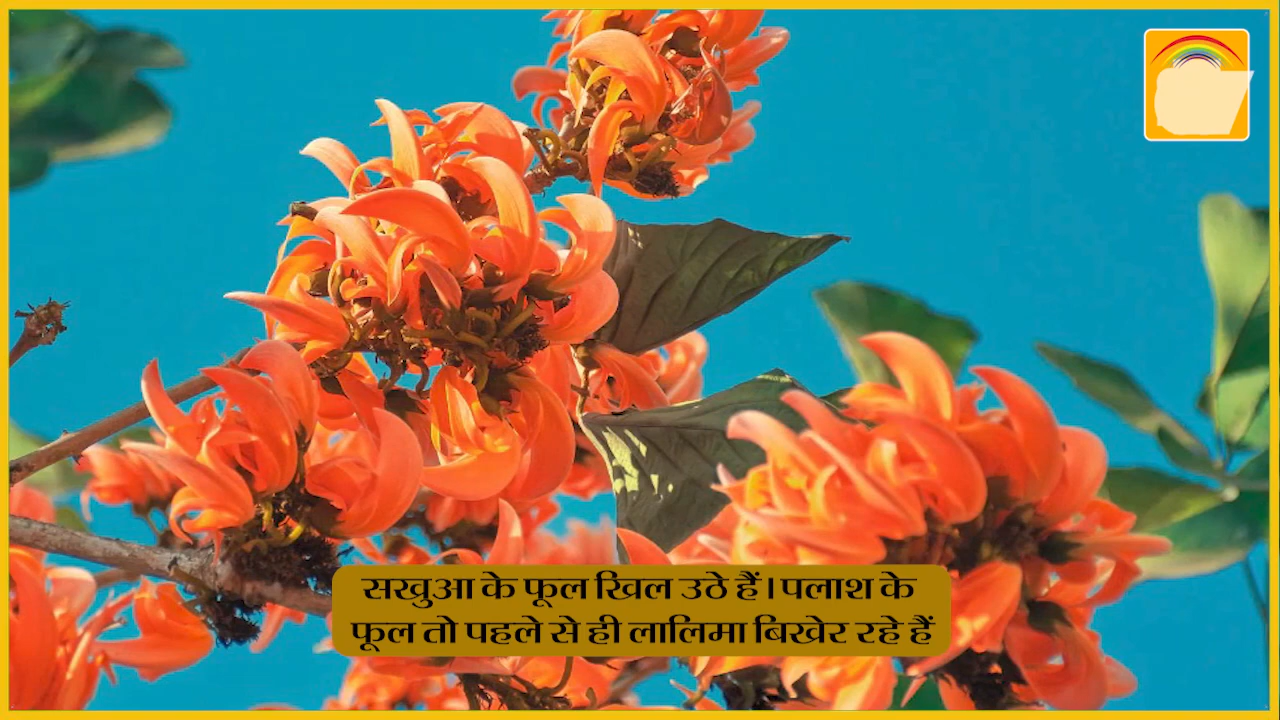 सखुआ के फूल खिल उठे हैं। पलाश के
फूल तो पहले से ही लालिमा बिखेर रहे हैं